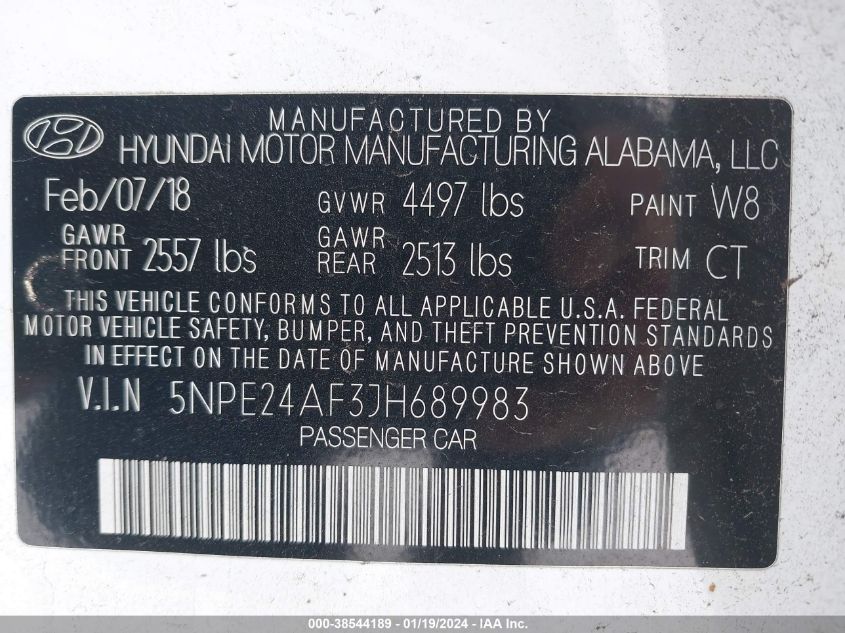 MANUFACTURED BY
HYUNDAI MOTOR MANUFACTURING ALABAMA, LLC
Feb/07/18 GVWR 4497 lbs PAINT W8
GAWR FRONT 2557 lbs GAWR REAR 2513 lbs TRIM CT
THIS VEHICLE CONFORMS TO ALL APPLICABLE U.S.A. FEDERAL
MOTOR VEHICLE SAFETY, BUMPER, AND THEFT PREVENTION STANDARDS
IN EFFECT ON THE DATE OF MANUFACTURE SHOWN ABOVE
V.I.N 5NPE24AF3JH689983
PASSENGER CAR
000-38544189 - 01/19/2024 - IAA Inc.